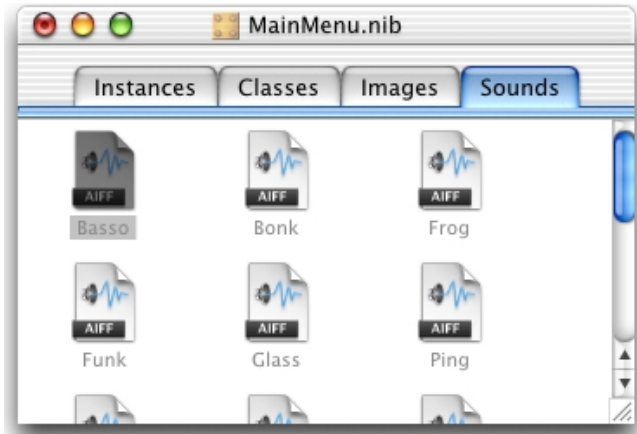 MainMenu.nib
Instances Classes Images Sounds
AIFF AIFF AIFF
Basso Bonk Frog
AIFF AIFF AIFF
Funk Glass Ping